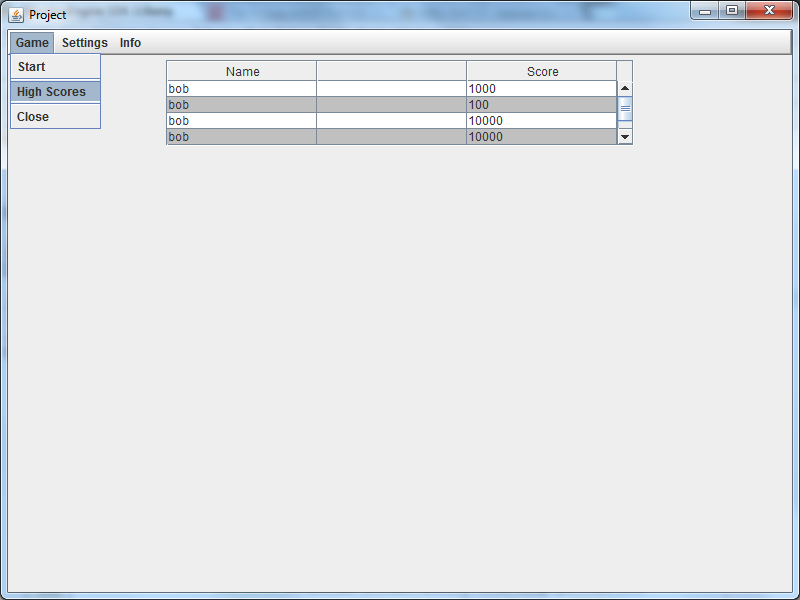 Project
Game Settings Info
Start
High Scores
Close
Name Score
bob 1000
bob 100
bob 10000
bob 10000